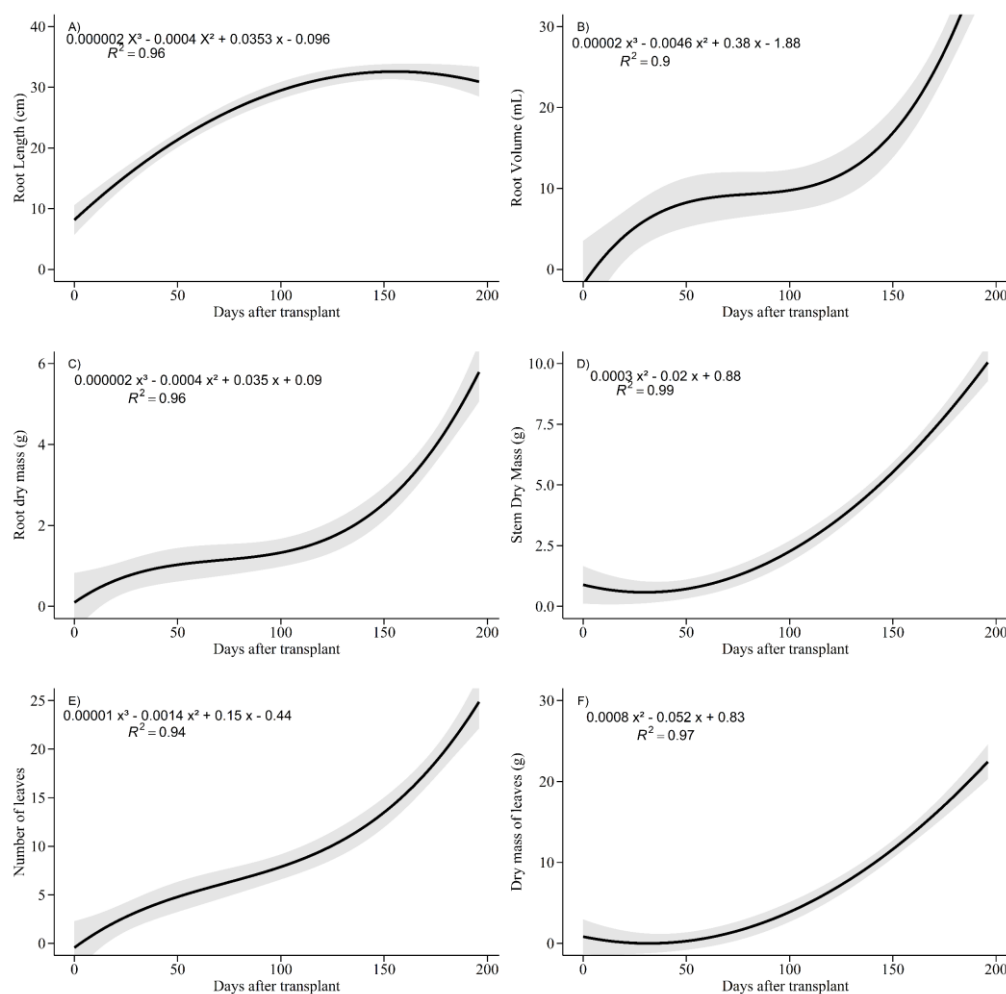 A)
0.000002 X³ - 0.0004 X² + 0.0353 x - 0.096
R² = 0.96
40
30
20
10
0
Root Length (cm)
0 50 100 150 200
Days after transplant
B)
0.00002 x³ - 0.0046 x² + 0.38 x - 1.88
R² = 0.9
30
20
10
0
Root Volume (mL)
0 50 100 150 200
Days after transplant
C)
0.000002 x³ - 0.0004 x² + 0.035 x + 0.09
R² = 0.96
6
4
2
0
Root dry mass (g)
0 50 100 150 200
Days after transplant
D)
0.0003 x² - 0.02 x + 0.88
R² = 0.99
10.0
7.5
5.0
2.5
0.0
Stem Dry Mass (g)
0 50 100 150 200
Days after transplant
E)
0.00001 x³ - 0.0014 x² + 0.15 x - 0.44
R² = 0.94
25
20
15
10
5
0
Number of leaves
0 50 100 150 200
Days after transplant
F)
0.0008 x² - 0.052 x + 0.83
R² = 0.97
30
20
10
0
Dry mass of leaves (g)
0 50 100 150 200
Days after transplant